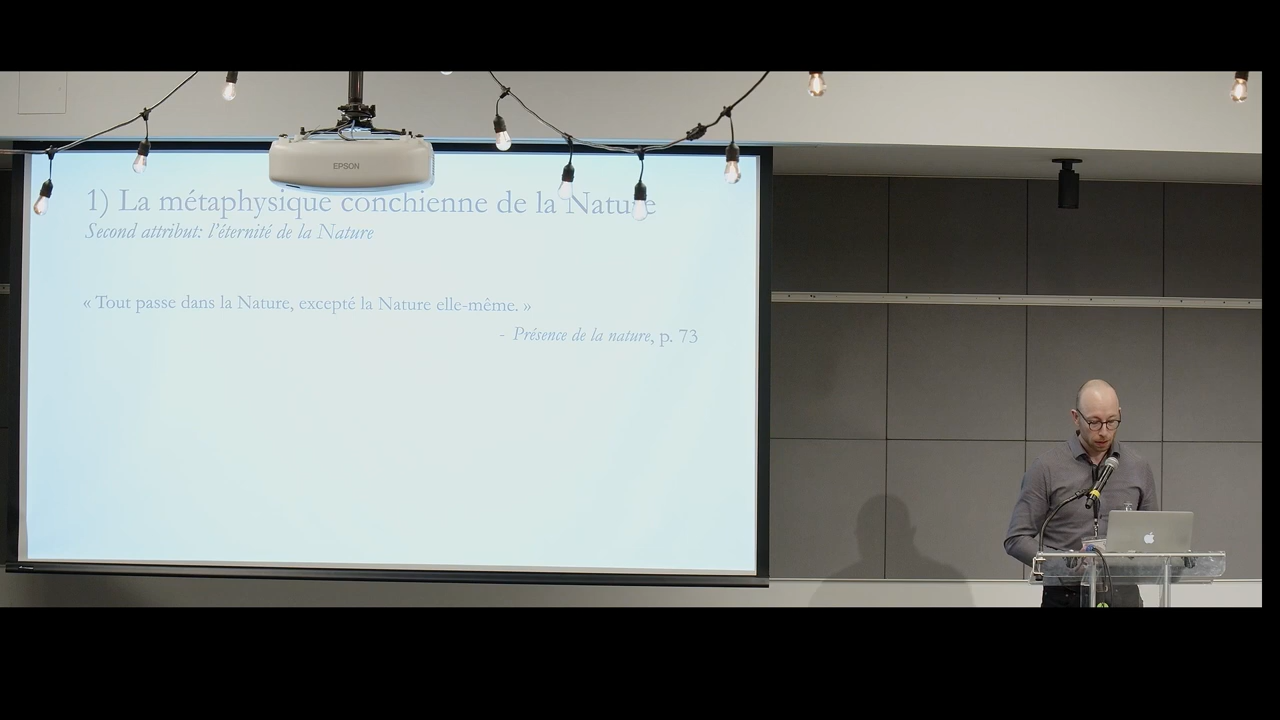 EPSON
1) La métaphysique conchienne de la Nature
Second attribut: l'éternité de la Nature
« Tout passe dans la Nature, excepté la Nature elle-même. »
- Présence de la nature, p. 73